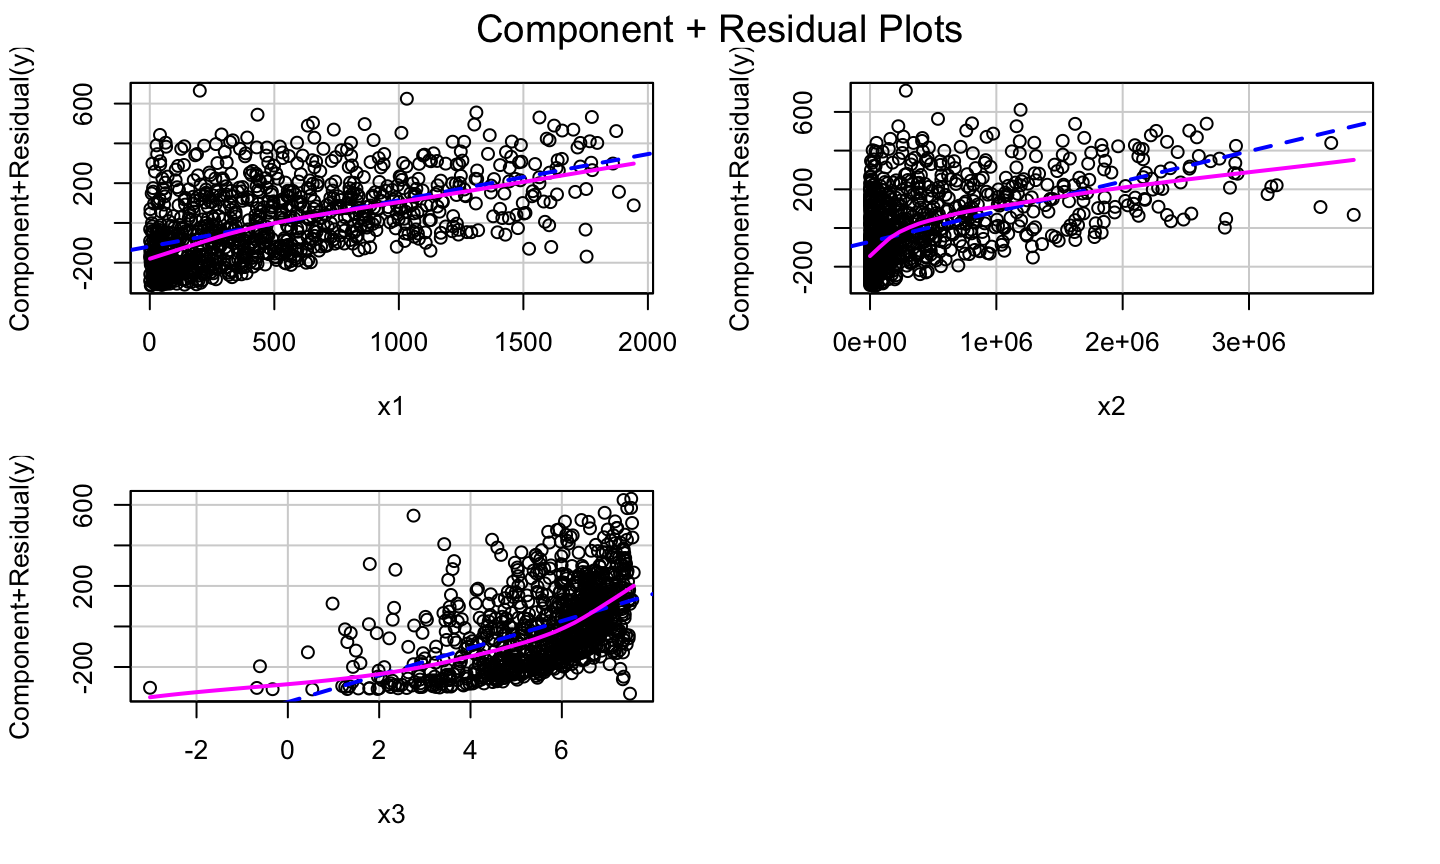 Component + Residual Plots
Component+Residual(y)
600
200
-200
0 500 1000 1500 2000
x1
Component+Residual(y)
600
200
-200
0e+00 1e+06 2e+06 3e+06
x2
Component+Residual(y)
600
200
-200
-2 0 2 4 6
x3